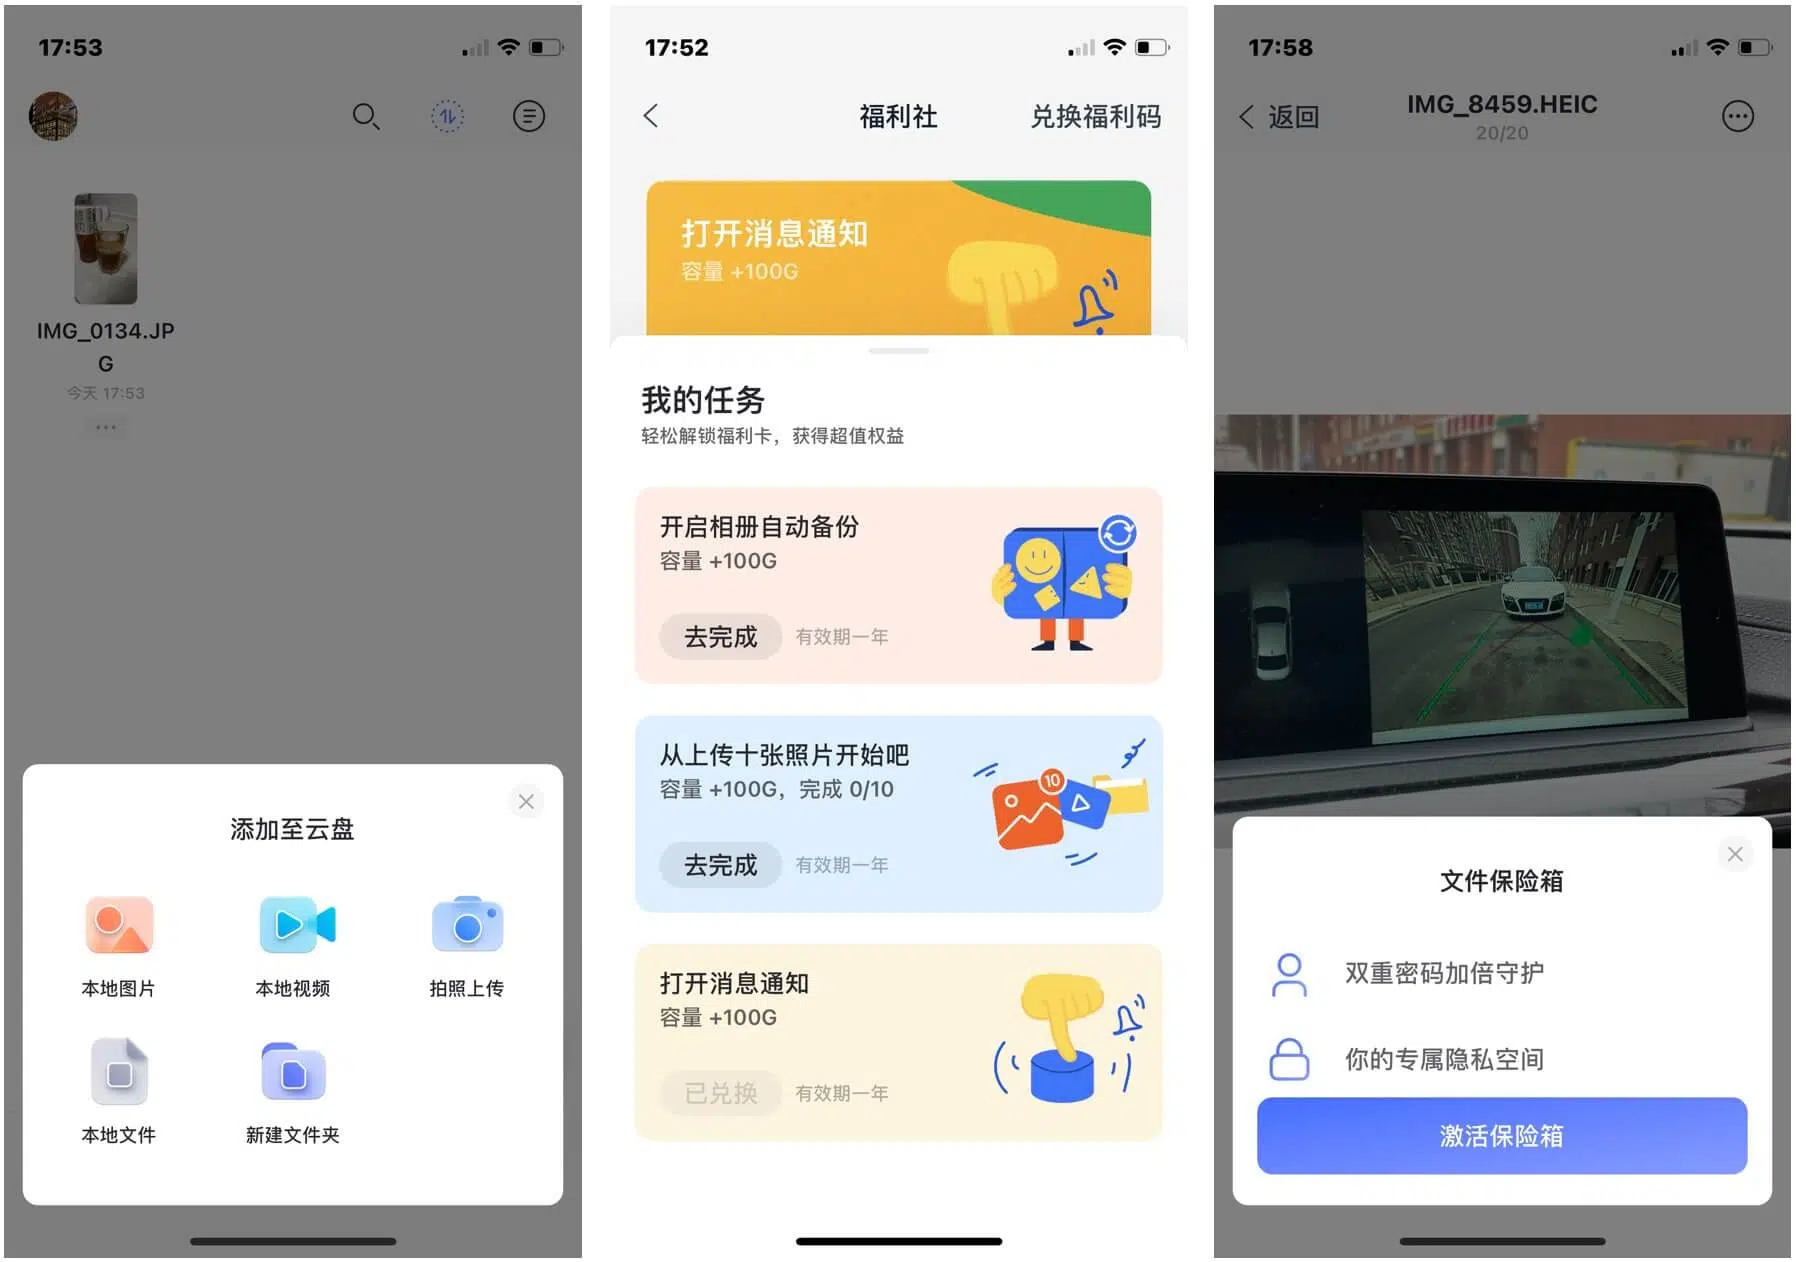 17:53
IMG_0134.JP
G
今天 17:53
添加至云盘
本地图片
本地视频
拍照上传
本地文件
新建文件夹
17:52
福利社
兑换福利码
打开消息通知
容量 +100G
我的任务
轻松解锁福利卡，获得超值权益
开启相册自动备份
容量 +100G
去完成
有效期一年
从上传十张照片开始吧
容量 +100G，完成 0/10
10
去完成
有效期一年
打开消息通知
容量 +100G
已兑换
有效期一年
17:58
返回
IMG_8459.HEIC
20/20
文件保险箱
双重密码加倍守护
你的专属隐私空间
激活保险箱